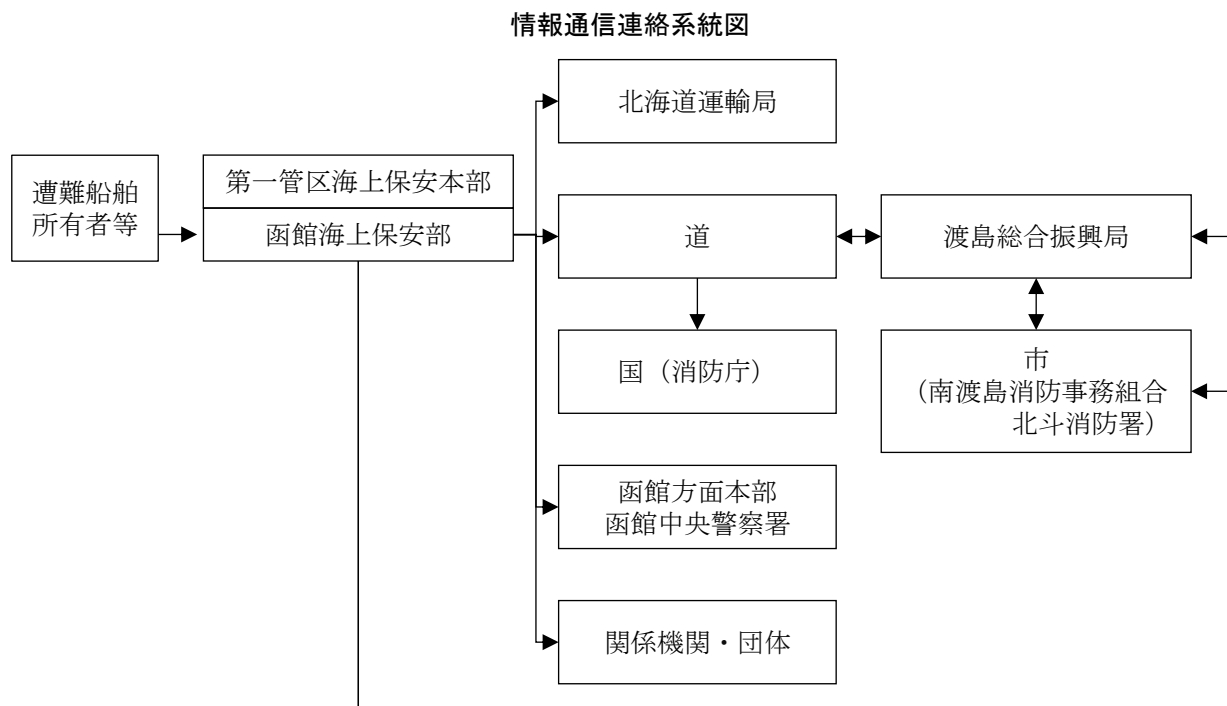 情報通信連絡系統図
北海道運輸局
遭難船舶
所有者等
第一管区海上保安本部
函館海上保安部
道
渡島総合振興局
国（消防庁）
市
（南渡島消防事務組合
北斗消防署）
函館方面本部
函館中央警察署
関係機関・団体